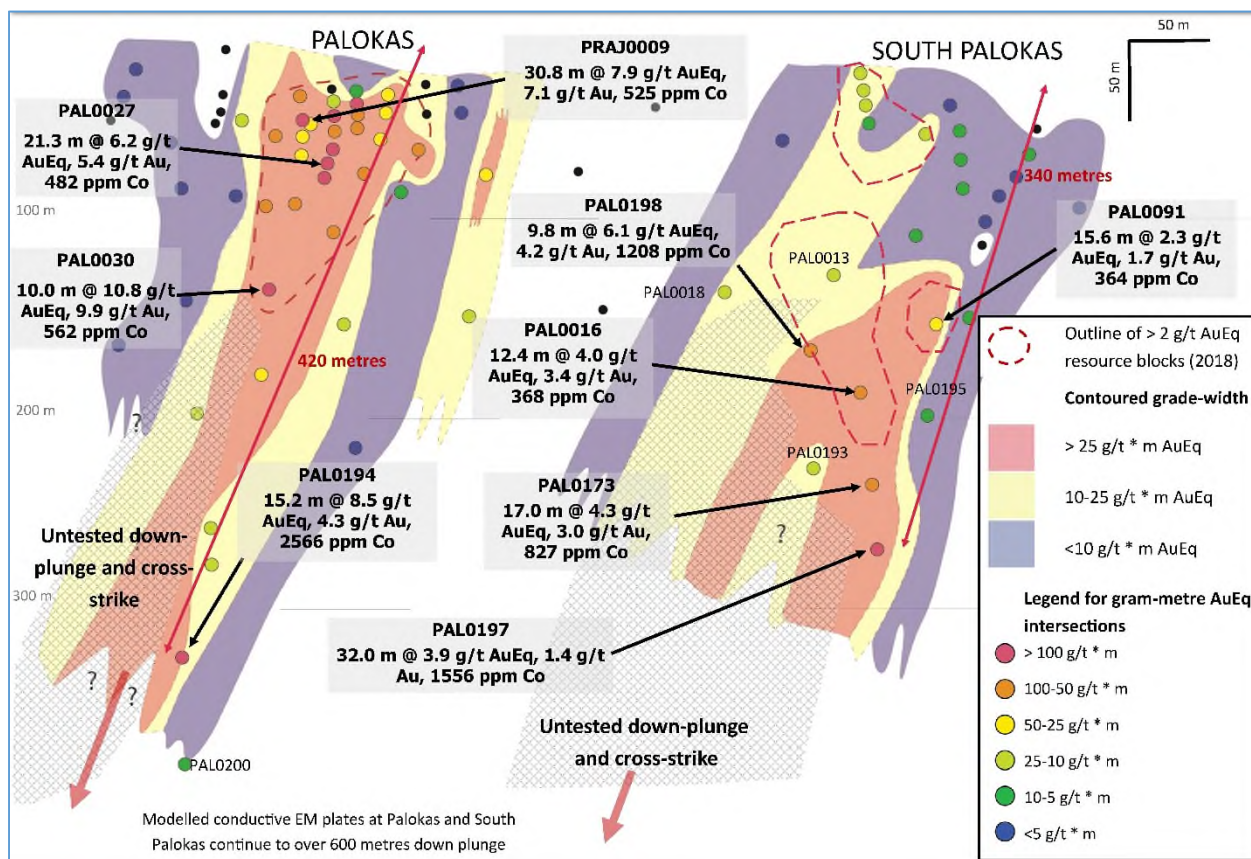 PALOKAS
SOUTH PALOKAS
50 m
50 m
PRAJ0009
30.8 m @ 7.9 g/t AuEq,
7.1 g/t Au, 525 ppm Co
PAL0027
21.3 m @ 6.2 g/t
AuEq, 5.4 g/t Au,
482 ppm Co
100 m
PAL0030
10.0 m @ 10.8 g/t
AuEq, 9.9 g/t Au,
562 ppm Co
420 metres
200 m
?
PAL0194
15.2 m @ 8.5 g/t
AuEq, 4.3 g/t Au,
2566 ppm Co
Untested down-
plunge and cross-
strike
300 m
?
?
PAL0200
Modelled conductive EM plates at Palokas and South
Palokas continue to over 600 metres down plunge
340 metres
PAL0198
9.8 m @ 6.1 g/t AuEq,
4.2 g/t Au, 1208 ppm Co
PAL0013
PAL0018
PAL0091
15.6 m @ 2.3 g/t
AuEq, 1.7 g/t Au,
364 ppm Co
PAL0016
12.4 m @ 4.0 g/t
AuEq, 3.4 g/t Au,
368 ppm Co
PAL0195
PAL0193
PAL0173
17.0 m @ 4.3 g/t
AuEq, 3.0 g/t Au,
827 ppm Co
?
PAL0197
32.0 m @ 3.9 g/t AuEq, 1.4 g/t
Au, 1556 ppm Co
Untested down-plunge
and cross-strike
Outline of > 2 g/t AuEq
resource blocks (2018)
Contoured grade-width
> 25 g/t * m AuEq
10-25 g/t * m AuEq
<10 g/t * m AuEq
Legend for gram-metre AuEq
intersections
> 100 g/t * m
100-50 g/t * m
50-25 g/t * m
25-10 g/t * m
10-5 g/t * m
<5 g/t * m